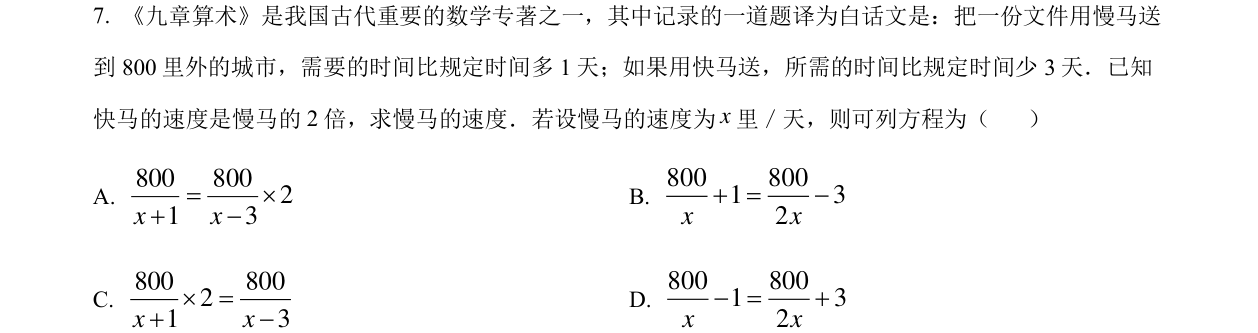 7. 《九章算术》是我国古代重要的数学专著之一，其中记录的一道题译为白话文是：把一份文件用慢马送
到 800 里外的城市，需要的时间比规定时间多 1 天；如果用快马送，所需的时间比规定时间少 3 天．已知
快马的速度是慢马的 2 倍，求慢马的速度．若设慢马的速度为 x 里／天，则可列方程为（　　）
A. 800/(x+1) = 800/(x−3) ×2　　B. 800/x +1 = 800/2x −3
C. 800/(x+1) ×2 = 800/(x−3)　　D. 800/x −1 = 800/2x +3